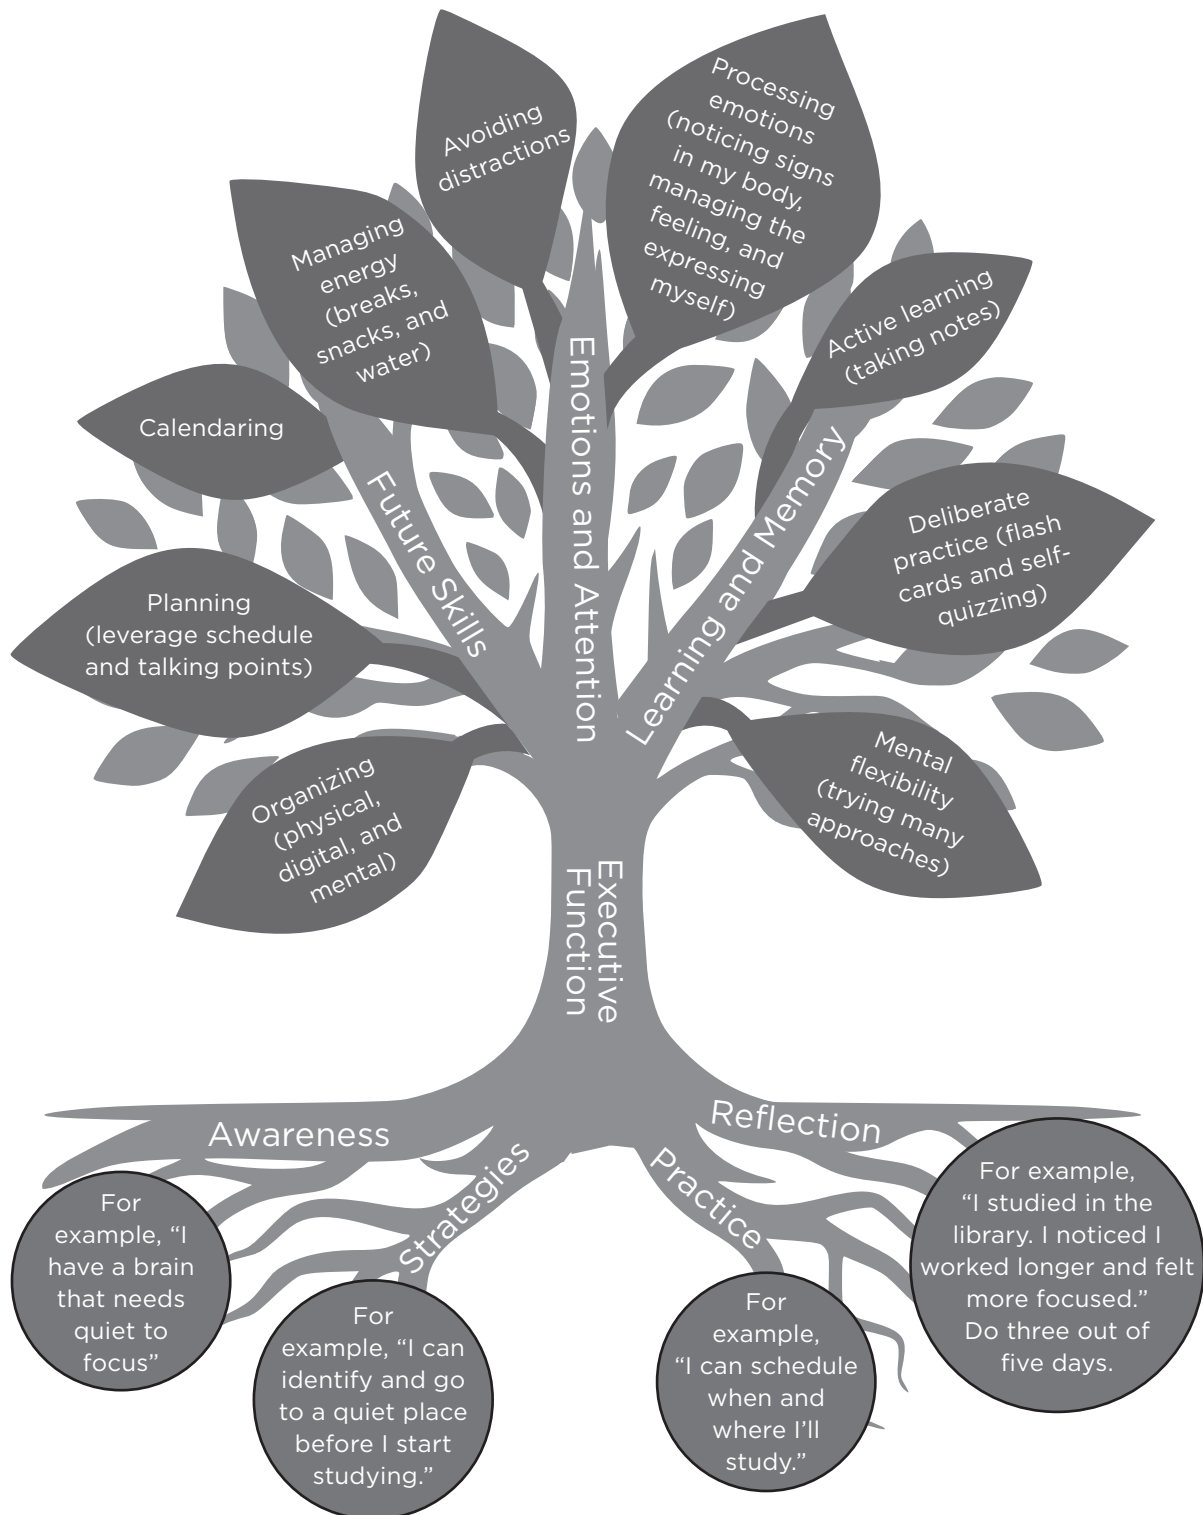 Avoiding
distractions
Processing
emotions
(noticing signs
in my body,
managing the
feeling, and
expressing
myself)
Managing
energy
(breaks,
snacks, and
water)
Active learning
(taking notes)
Calendaring
Deliberate
practice (flash
cards and self-
quizzing)
Planning
(leverage schedule
and talking points)
Organizing
(physical,
digital, and
mental)
Mental
flexibility
(trying many
approaches)
Future Skills
Emotions and Attention
Learning and Memory
Executive
Function
Awareness
Strategies
Practice
Reflection
For
example, “I
have a brain
that needs
quiet to
focus”
For
example, “I can
identify and go
to a quiet place
before I start
studying.”
For
example,
“I can schedule
when and
where I’ll
study.”
For example,
“I studied in the
library. I noticed I
worked longer and felt
more focused.”
Do three out of
five days.